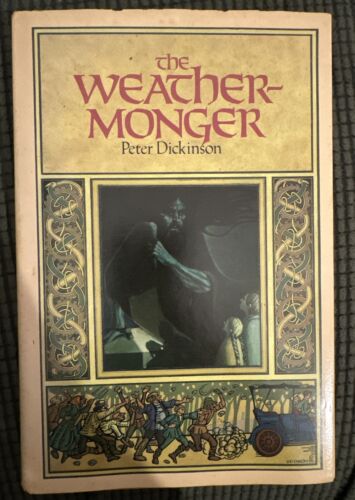 the
WEATHER-
MONGER
Peter Dickinson